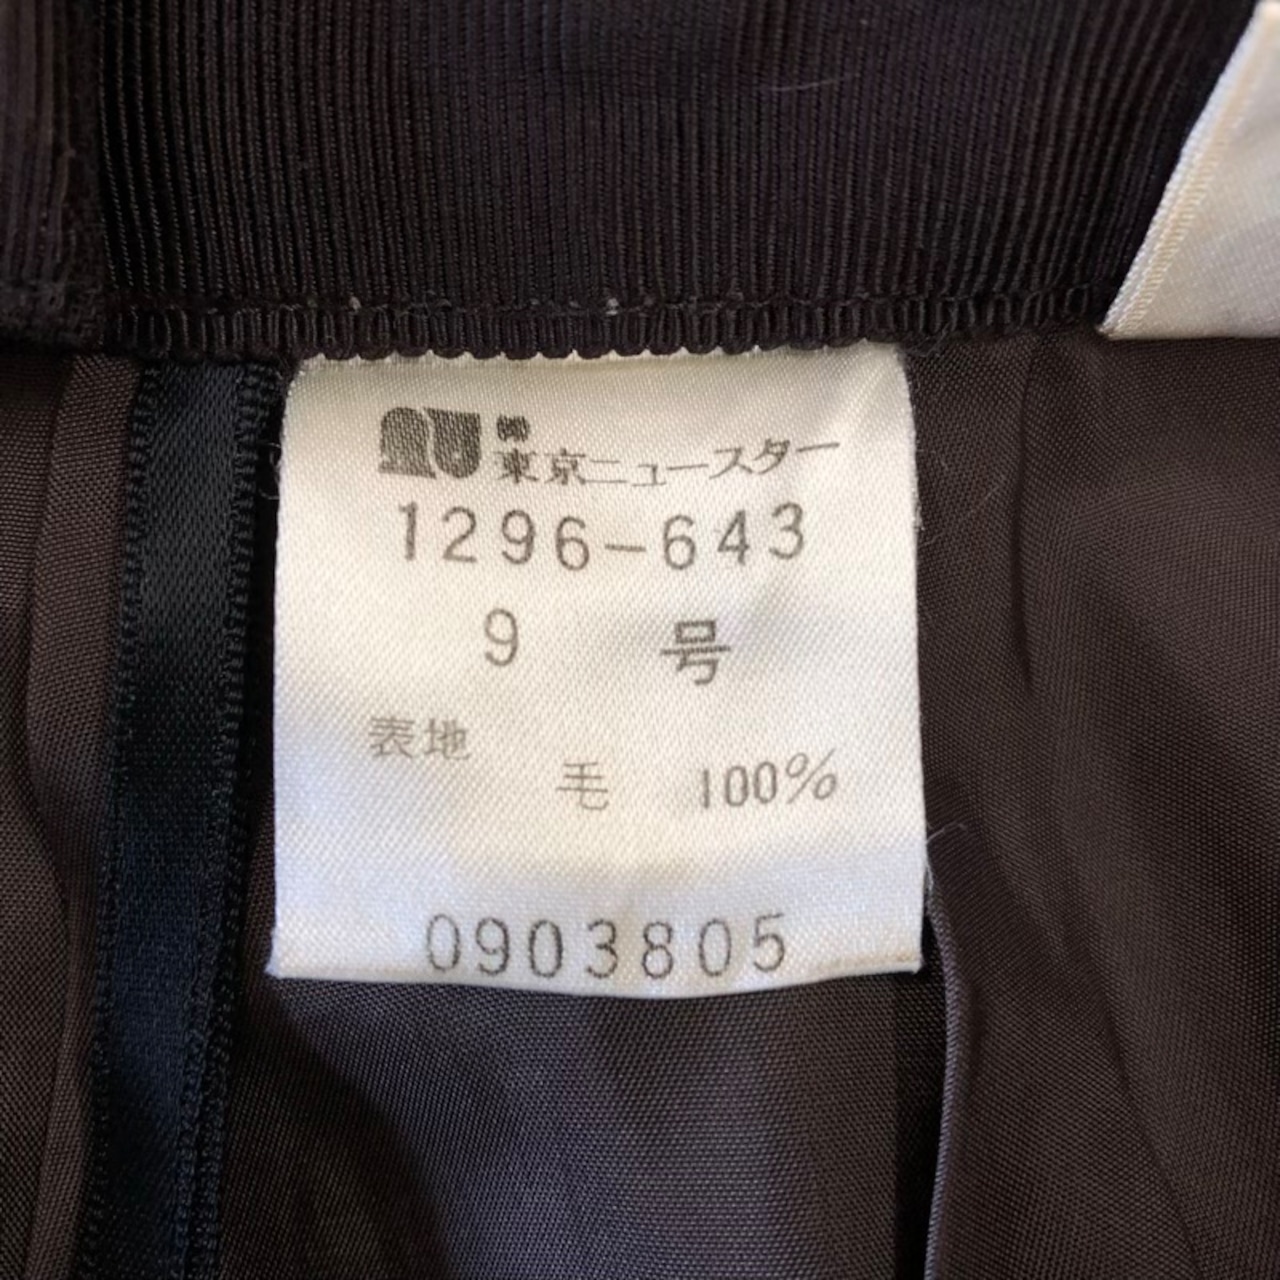 ㈱
東京ニュースター
1296-643
9 号
表地
毛 100%
0903805